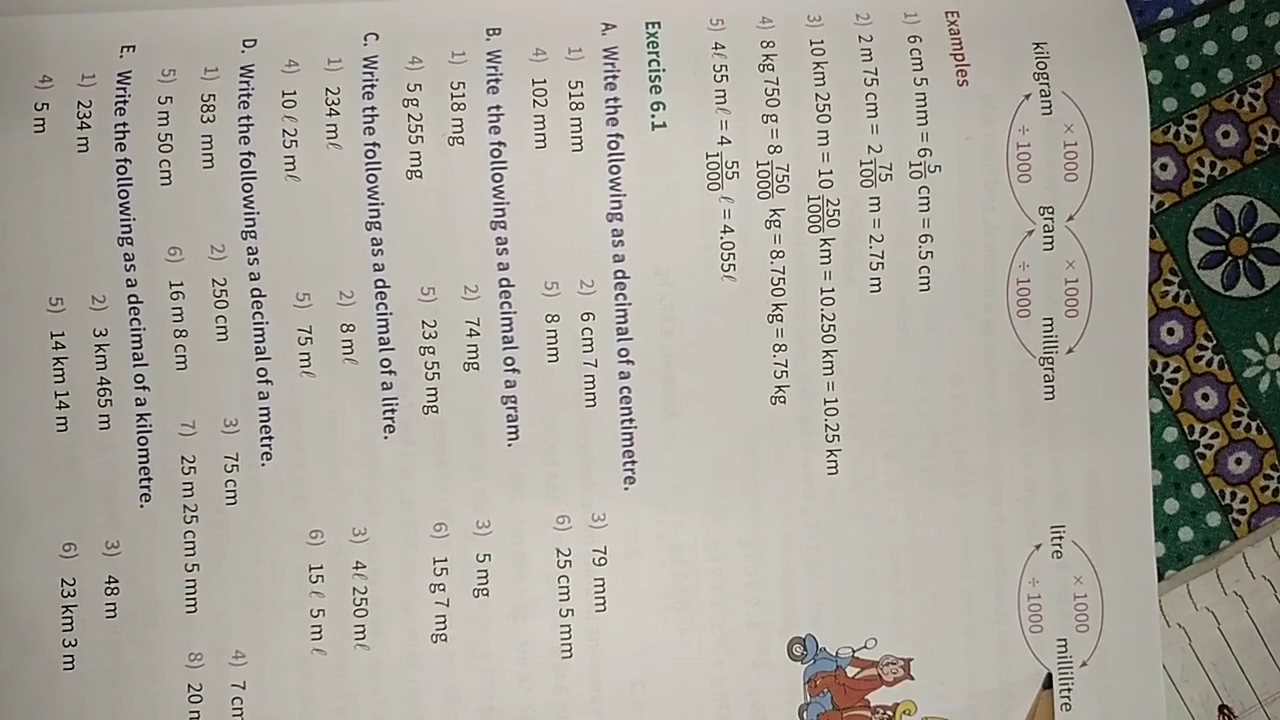 × 1000 × 1000 × 1000
kilogram gram milligram litre millilitre
÷ 1000 ÷ 1000 ÷ 1000
Examples
1) 6 cm 5 mm = 6 5/10 cm = 6.5 cm
2) 2 m 75 cm = 2 75/100 m = 2.75 m
3) 10 km 250 m = 10 250/1000 km = 10.250 km = 10.25 km
4) 8 kg 750 g = 8 750/1000 kg = 8.750 kg = 8.75 kg
5) 4ℓ 55 mℓ = 4 55/1000 ℓ = 4.055ℓ
Exercise 6.1
A. Write the following as a decimal of a centimetre.
1) 518 mm 2) 6 cm 7 mm 3) 79 mm
4) 102 mm 5) 8 mm 6) 25 cm 5 mm
B. Write the following as a decimal of a gram.
1) 518 mg 2) 74 mg 3) 5 mg
4) 5 g 255 mg 5) 23 g 55 mg 6) 15 g 7 mg
C. Write the following as a decimal of a litre.
1) 234 mℓ 2) 8 mℓ 3) 4ℓ 250 mℓ
4) 10 ℓ 25 mℓ 5) 75 mℓ 6) 15 ℓ 5 m ℓ
D. Write the following as a decimal of a metre.
1) 583 mm 2) 250 cm 3) 75 cm 4) 7 cm
5) 5 m 50 cm 6) 16 m 8 cm 7) 25 m 25 cm 5 mm 8) 20
E. Write the following as a decimal of a kilometre.
1) 234 m 2) 3 km 465 m 3) 48 m
4) 5 m 5) 14 km 14 m 6) 23 km 3 m